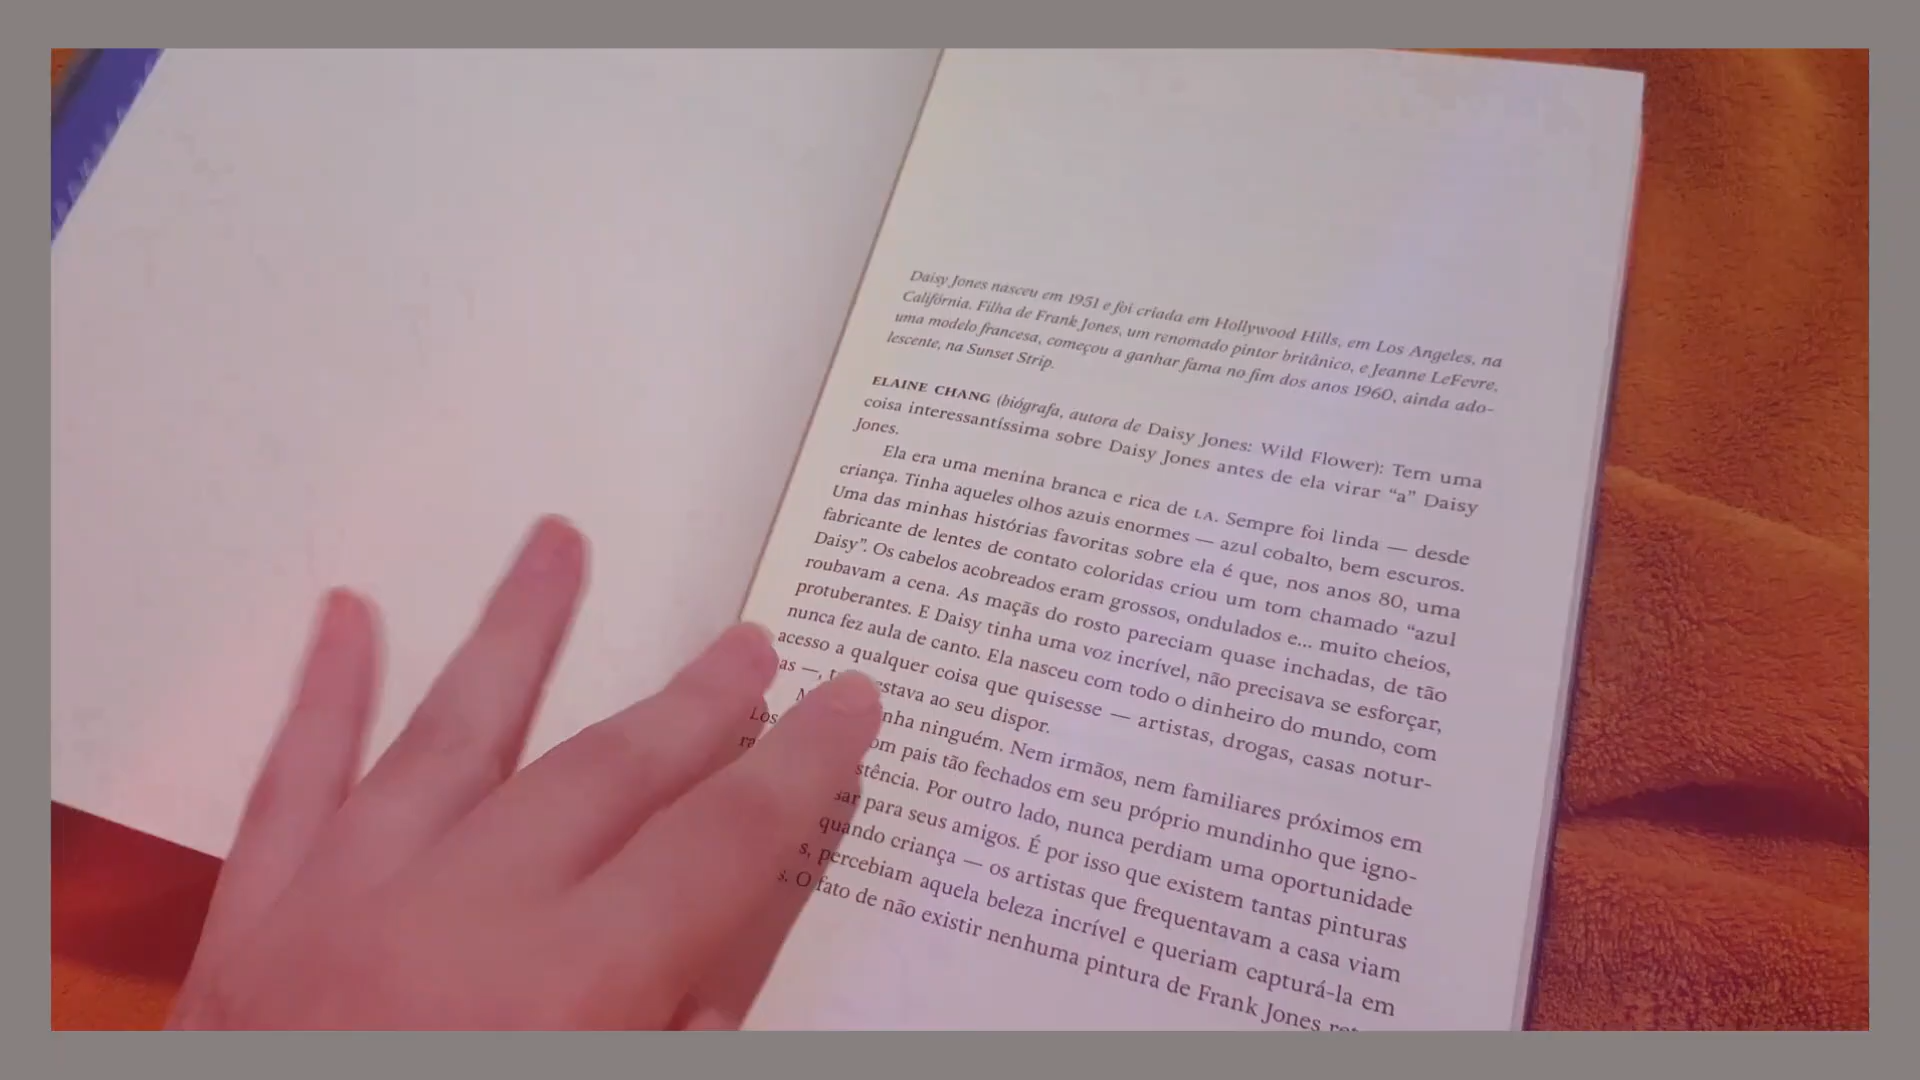 Daisy Jones nasceu em 1951 e foi criada em Hollywood Hills, em Los Angeles, na
Califórnia. Filha de Frank Jones, um renomado pintor britânico, e Jeanne LeFevre,
uma modelo francesa, começou a ganhar fama no fim dos anos 1960, ainda ado-
lescente, na Sunset Strip.
ELAINE CHANG (biógrafa, autora de Daisy Jones: Wild Flower): Tem uma
coisa interessantíssima sobre Daisy Jones antes de ela virar “a” Daisy
Jones.
Ela era uma menina branca e rica de L.A. Sempre foi linda — desde
criança. Tinha aqueles olhos azuis enormes — azul cobalto, bem escuros.
Uma das minhas histórias favoritas sobre ela é que, nos anos 80, uma
fabricante de lentes de contato coloridas criou um tom chamado “azul
Daisy”. Os cabelos acobreados eram grossos, ondulados e... muito cheios,
roubavam a cena. As maçãs do rosto pareciam quase inchadas, de tão
protuberantes. E Daisy tinha uma voz incrível, não precisava se esforçar,
nunca fez aula de canto. Ela nasceu com todo o dinheiro do mundo, com
acesso a qualquer coisa que quisesse — artistas, drogas, casas notur-
as —, estava ao seu dispor.
ninguém. Nem irmãos, nem familiares próximos em
Los om pais tão fechados em seu próprio mundinho que igno-
stência. Por outro lado, nunca perdiam uma oportunidade
sar para seus amigos. É por isso que existem tantas pinturas
quando criança — os artistas que frequentavam a casa viam
s, percebiam aquela beleza incrível e queriam capturá-la em
s. O fato de não existir nenhuma pintura de Frank Jones